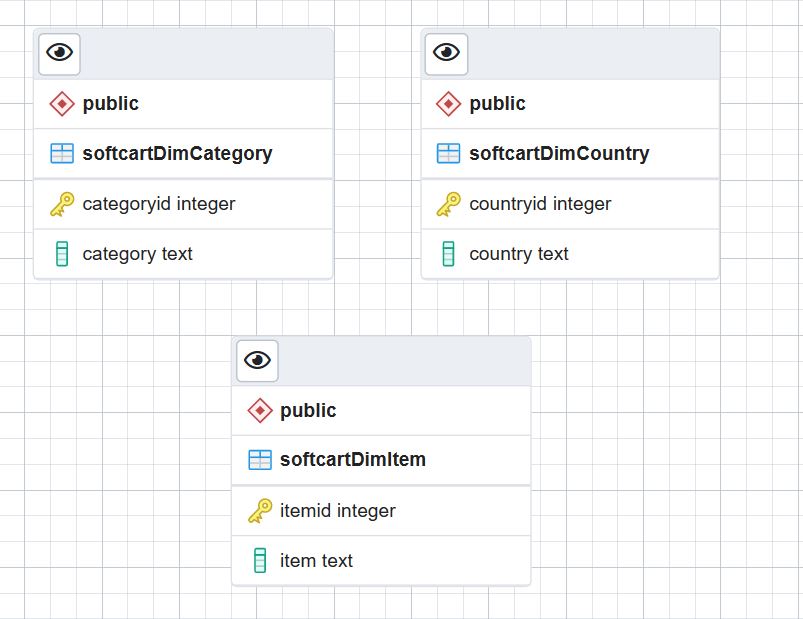 public
softcartDimCategory
categoryid integer
category text
public
softcartDimCountry
countryid integer
country text
public
softcartDimItem
itemid integer
item text